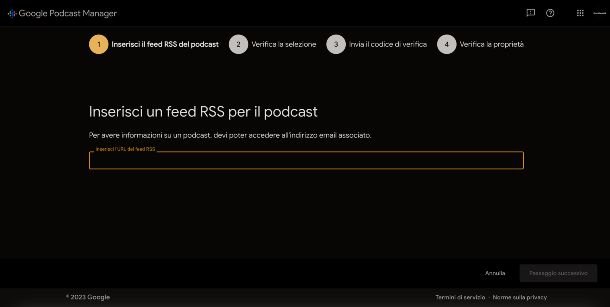 Google Podcast Manager
1 Inserisci il feed RSS del podcast 2 Verifica la selezione 3 Invia il codice di verifica 4 Verifica la proprietà
Inserisci un feed RSS per il podcast
Per avere informazioni su un podcast, devi poter accedere all'indirizzo email associato.
Inserisci l'URL del feed RSS
Annulla Passaggio successivo
© 2023 Google Termini di servizio - Norme sulla privacy